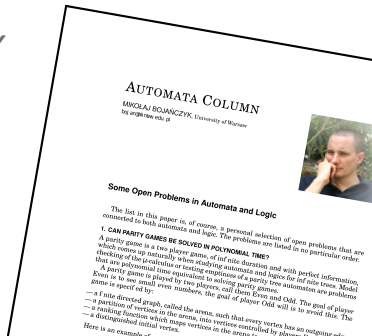 AUTOMATA COLUMN
MIKOŁAJ BOJAŃCZYK, University of Warsaw
bojan@mimuw.edu.pl
Some Open Problems in Automata and Logic
The list in this paper is, of course, a personal selection of open problems that are
connected to both automata and logic. The problems are listed in no particular order.
1. CAN PARITY GAMES BE SOLVED IN POLYNOMIAL TIME?
A parity game is a two player game, of infinite duration and with perfect information,
which comes up naturally when studying automata and logics for infinite trees. Model
checking of the μ-calculus or testing emptiness of a parity tree automaton are problems
that are polynomial time equivalent to solving parity games.
A parity game is played by two players, call them Even and Odd. The goal of player
Even is to see small even numbers, the goal of player Odd will is to avoid this. The
game is specified by:
— a finite directed graph, called the arena, such that every vertex has an outgoing
— a partition of vertices in the arena, into vertices controlled by players
— a ranking function which maps vertices in the arena to
— a distinguished initial vertex.
Here is an example of